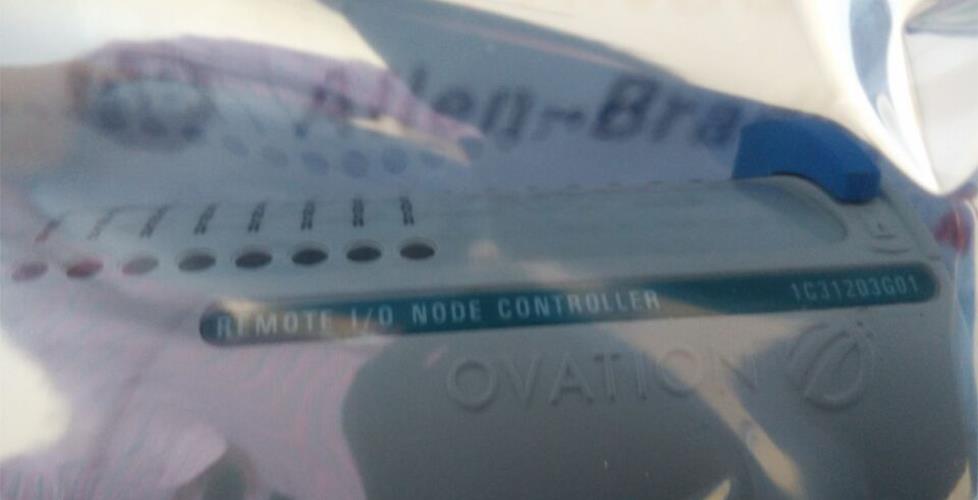 Allen-Bra
REMOTE I/O NODE CONTROLLER 1C31203G01
OVATION